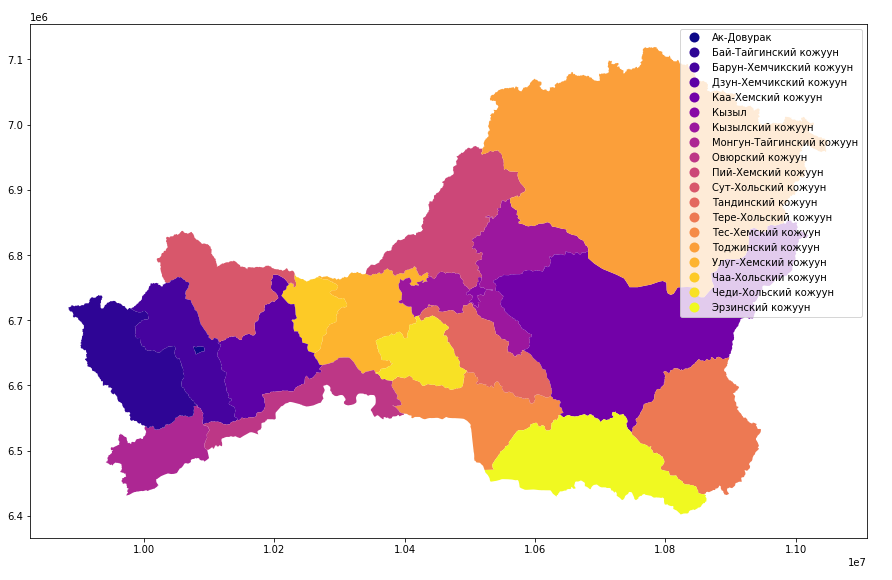 1e6
7.1
7.0
6.9
6.8
6.7
6.6
6.5
6.4
1.00
1.02
1.04
1.06
1.08
1.10
1e7
Ак-Довурак
Бай-Тайгинский кожуун
Барун-Хемчикский кожуун
Дзун-Хемчикский кожуун
Каа-Хемский кожуун
Кызыл
Кызылский кожуун
Монгун-Тайгинский кожуун
Овюрский кожуун
Пий-Хемский кожуун
Сут-Хольский кожуун
Тандинский кожуун
Тере-Хольский кожуун
Тес-Хемский кожуун
Тоджинский кожуун
Улуг-Хемский кожуун
Чаа-Хольский кожуун
Чеди-Хольский кожуун
Эрзинский кожуун